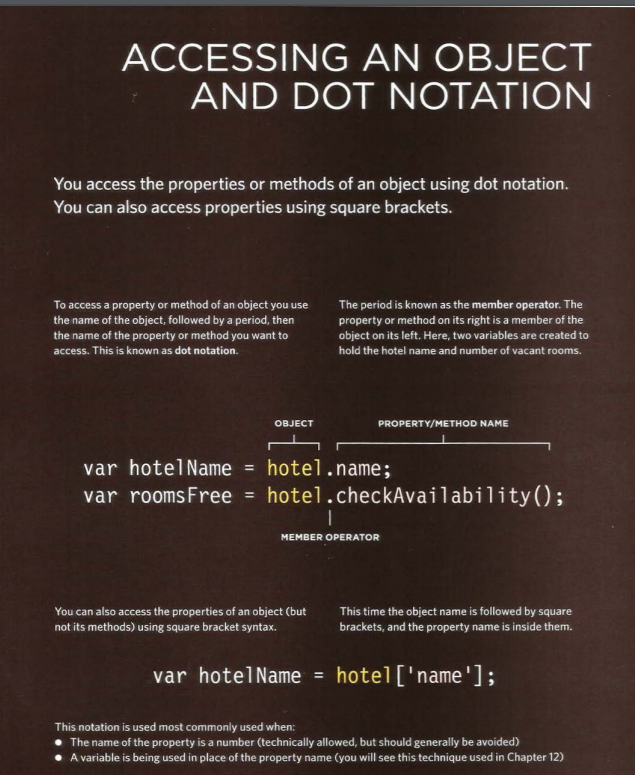 ACCESSING AN OBJECT
AND DOT NOTATION
You access the properties or methods of an object using dot notation.
You can also access properties using square brackets.
To access a property or method of an object you use
the name of the object, followed by a period, then
the name of the property or method you want to
access. This is known as dot notation.
The period is known as the member operator. The
property or method on its right is a member of the
object on its left. Here, two variables are created to
hold the hotel name and number of vacant rooms.
OBJECT PROPERTY/METHOD NAME
var hotelName = hotel.name;
var roomsFree = hotel.checkAvailability();
MEMBER OPERATOR
You can also access the properties of an object (but
not its methods) using square bracket syntax.
This time the object name is followed by square
brackets, and the property name is inside them.
var hotelName = hotel['name'];
This notation is used most commonly used when:
● The name of the property is a number (technically allowed, but should generally be avoided)
● A variable is being used in place of the property name (you will see this technique used in Chapter 12)